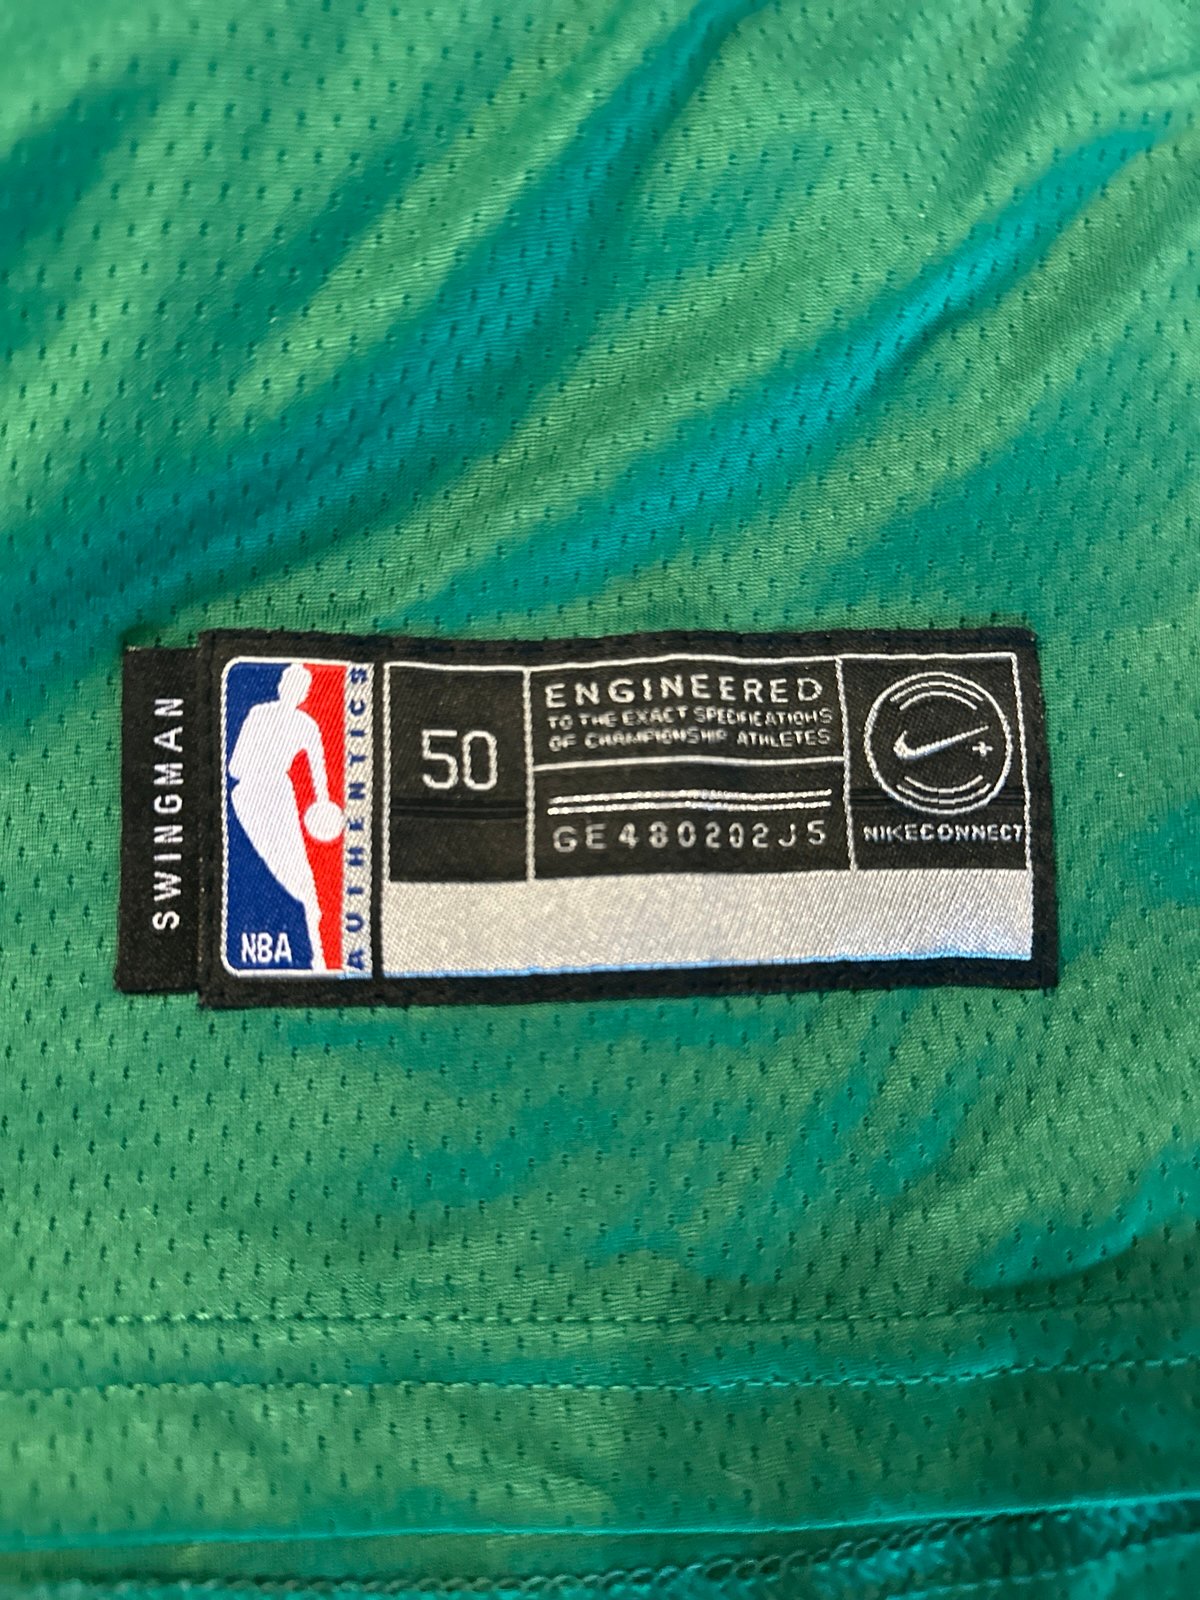 SWINGMAN
NBA
AUTHENTICS
50
ENGINEERED
TO THE EXACT SPECIFICATIONS
OF CHAMPIONSHIP ATHLETES
GE480202J5
NIKECONNECT